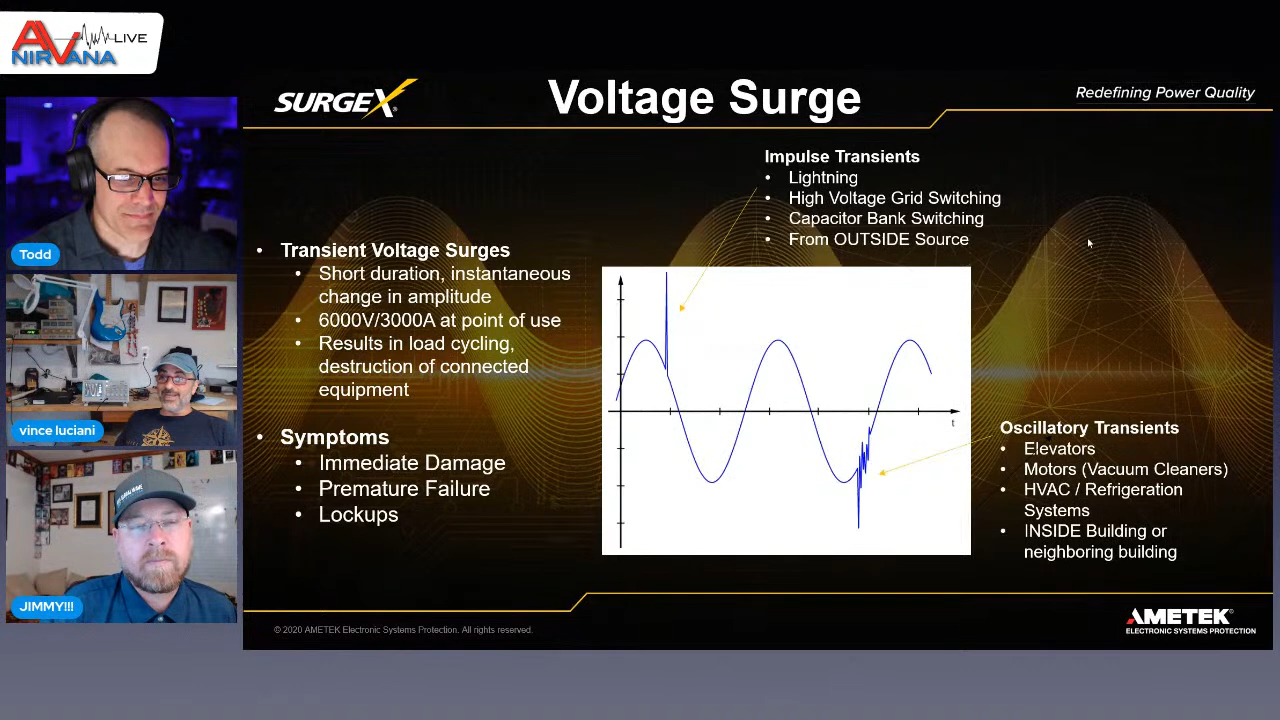 AV LIVE
NIRVANA
Todd
vince luciani
JIMMY!!!
SURGEX®
Voltage Surge
Redefining Power Quality
• Transient Voltage Surges
• Short duration, instantaneous
change in amplitude
• 6000V/3000A at point of use
• Results in load cycling,
destruction of connected
equipment
• Symptoms
• Immediate Damage
• Premature Failure
• Lockups
Impulse Transients
• Lightning
• High Voltage Grid Switching
• Capacitor Bank Switching
• From OUTSIDE Source
t
Oscillatory Transients
• Elevators
• Motors (Vacuum Cleaners)
• HVAC / Refrigeration
Systems
• INSIDE Building or
neighboring building
© 2020 AMETEK Electronic Systems Protection. All rights reserved.
AMETEK®
ELECTRONIC SYSTEMS PROTECTION